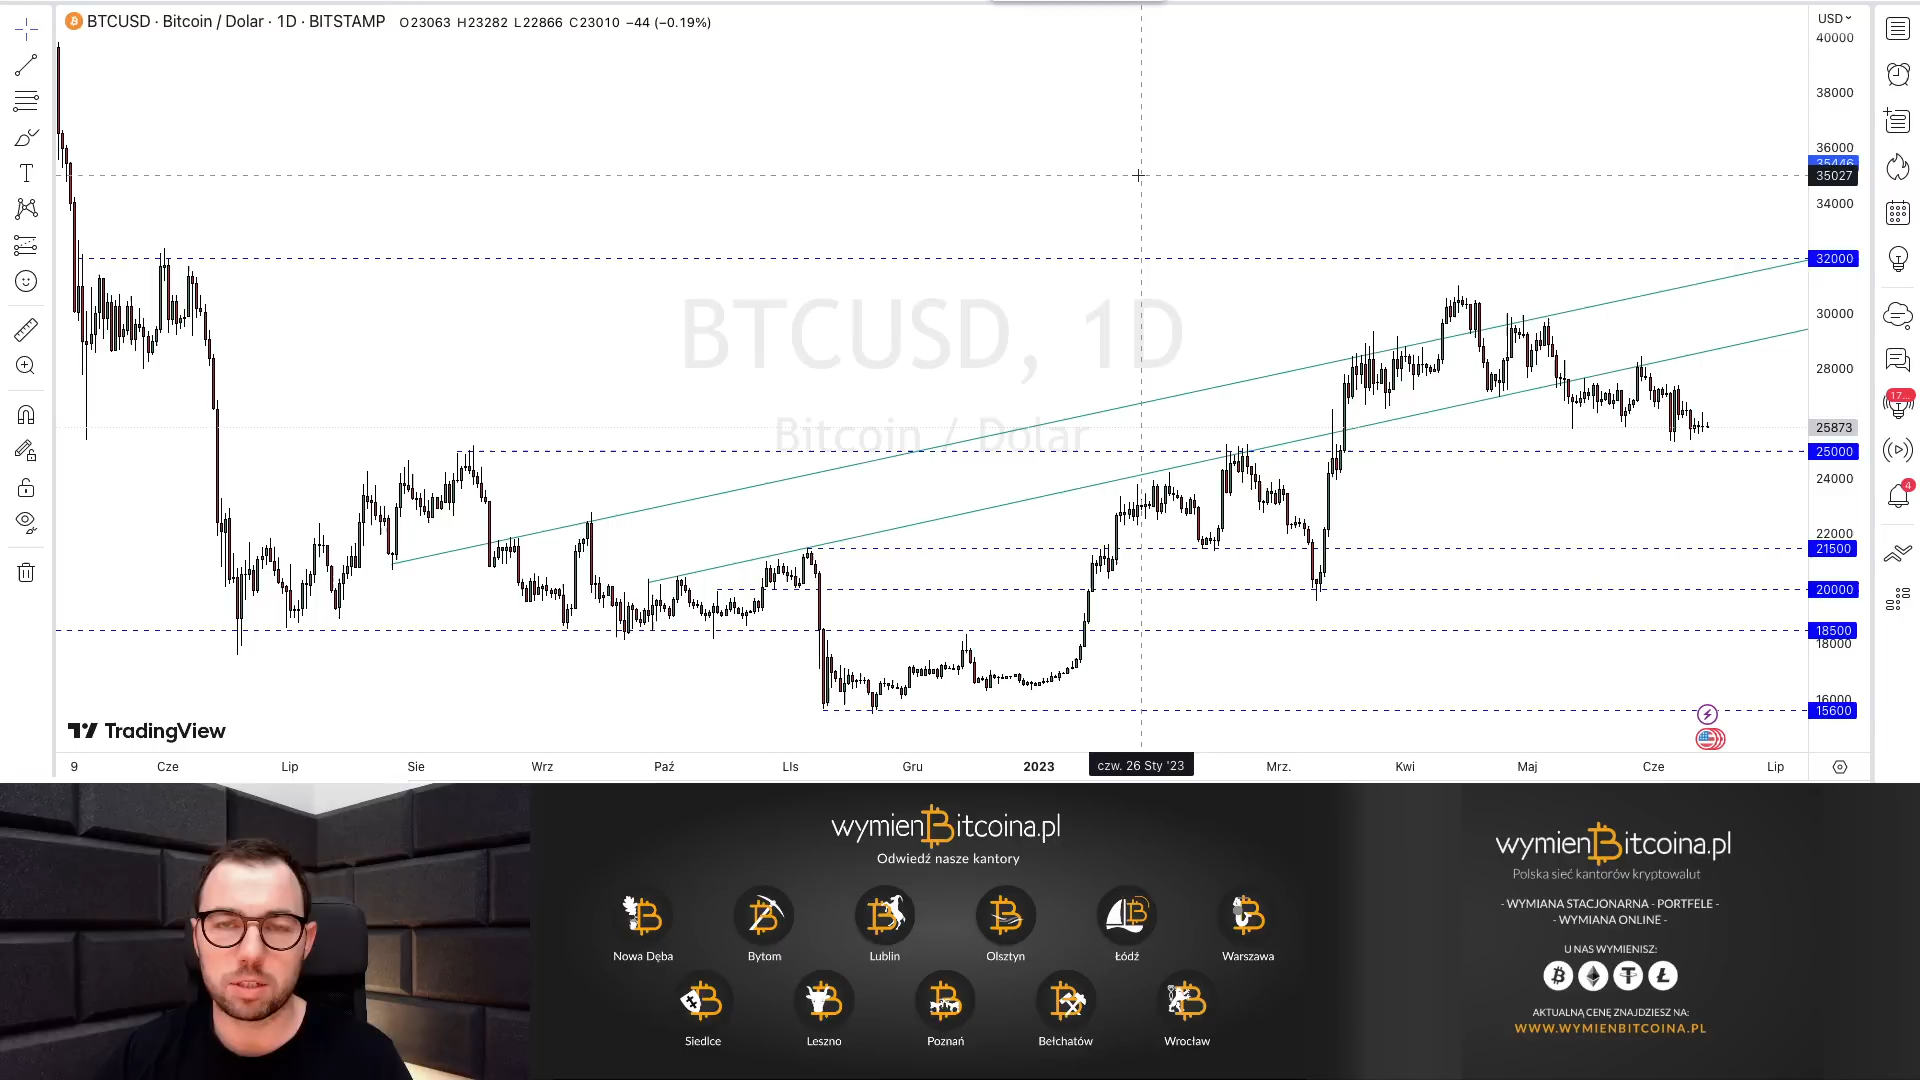 BTCUSD · Bitcoin / Dolar · 1D · BITSTAMP O23063 H23282 L22866 C23010 −44 (−0.19%)
USD
40000
38000
36000
35446
35027
34000
32000
30000
28000
25873
25000
24000
22000
21500
20000
18500
18000
16000
15600
BTCUSD, 1D
Bitcoin / Dolar
17...
4
TradingView
9 Cze Lip Sie Wrz Paź LIs Gru 2023 czw. 26 Sty '23 Mrz. Kwi Maj Cze Lip
wymienBitcoina.pl
Odwiedź nasze kantory
Nowa Dęba Bytom Lublin Olsztyn Łódź Warszawa
Siedlce Leszno Poznań Bełchatów Wrocław
wymienBitcoina.pl
Polska sieć kantorów kryptowalut
- WYMIANA STACJONARNA - PORTFELE -
- WYMIANA ONLINE -
U NAS WYMIENISZ:
AKTUALNĄ CENĘ ZNAJDZIESZ NA:
WWW.WYMIENBITCOINA.PL